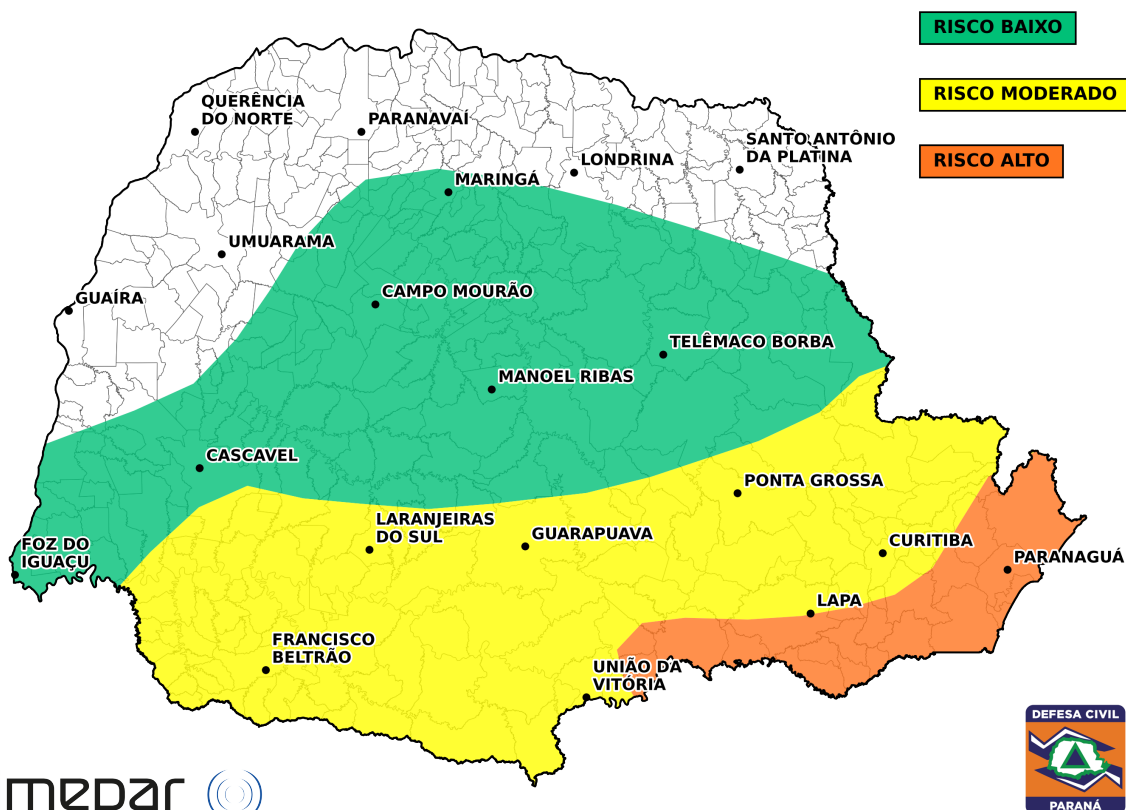 RISCO BAIXO
RISCO MODERADO
RISCO ALTO
QUERÊNCIA
DO NORTE
PARANAVAÍ
SANTO ANTÔNIO
DA PLATINA
LONDRINA
MARINGÁ
UMUARAMA
GUAÍRA
CAMPO MOURÃO
TELÊMACO BORBA
MANOEL RIBAS
CASCAVEL
PONTA GROSSA
LARANJEIRAS
DO SUL
GUARAPUAVA
CURITIBA
FOZ DO
IGUAÇU
PARANAGUÁ
LAPA
FRANCISCO
BELTRÃO
UNIÃO DA
VITÓRIA
DEFESA CIVIL
PARANÁ
meDar